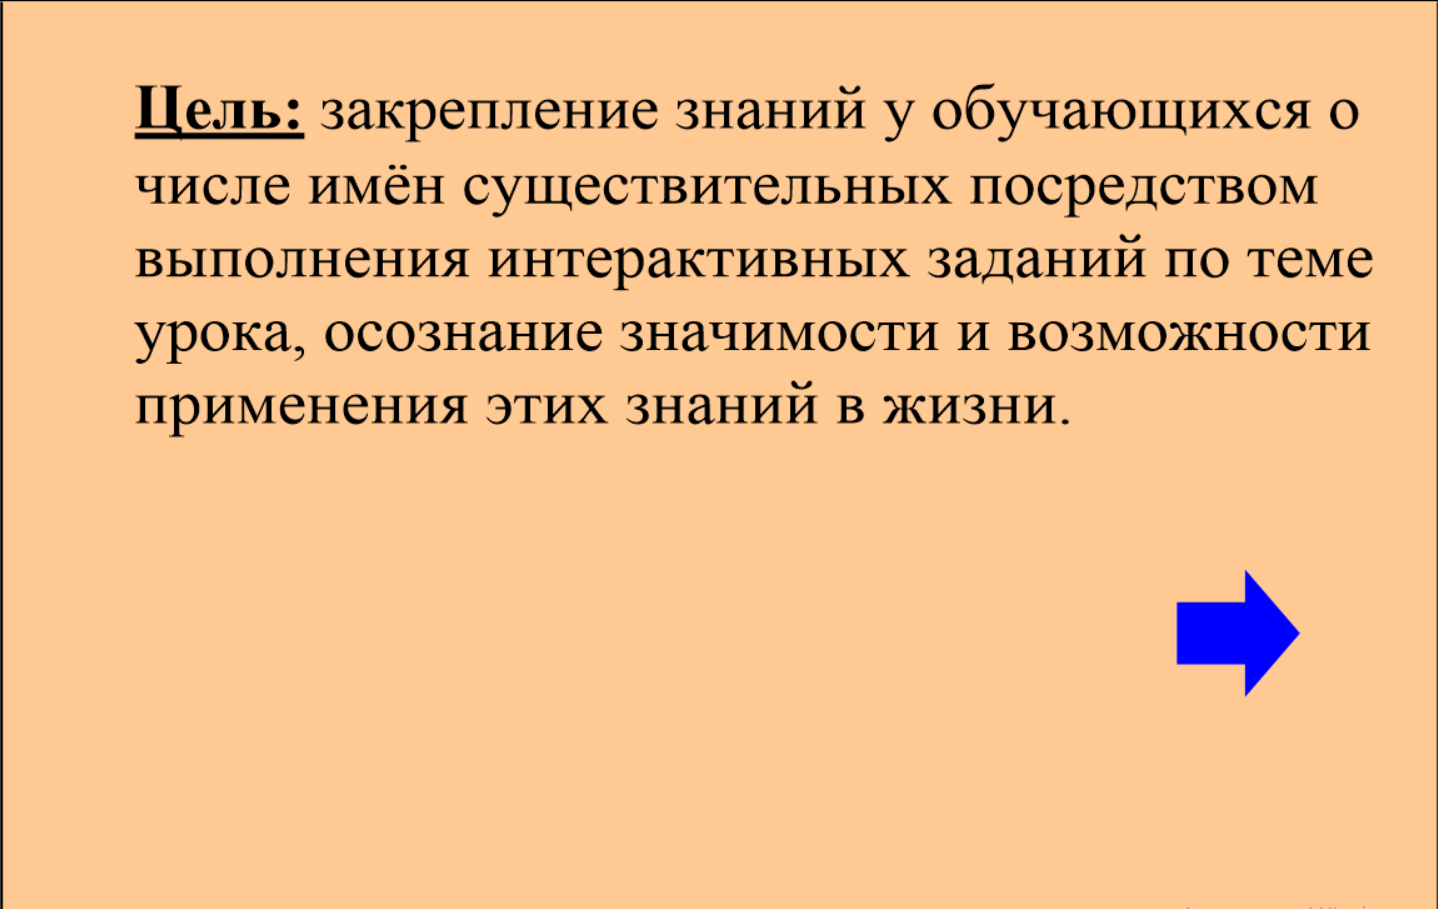 Цель: закрепление знаний у обучающихся о
числе имён существительных посредством
выполнения интерактивных заданий по теме
урока, осознание значимости и возможности
применения этих знаний в жизни.